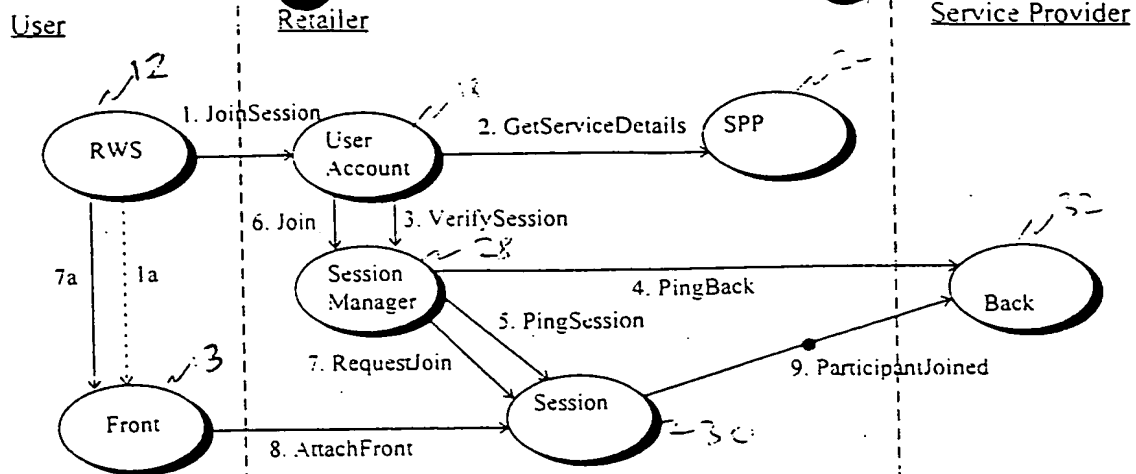 User
Retailer
Service Provider
12
1. JoinSession
2. GetServiceDetails
RWS
User
Account
SPP
6. Join
3. VerifySession
32
28
7a
1a
Session
Manager
4. PingBack
Back
5. PingSession
7. RequestJoin
9. ParticipantJoined
3
Front
Session
30
8. AttachFront